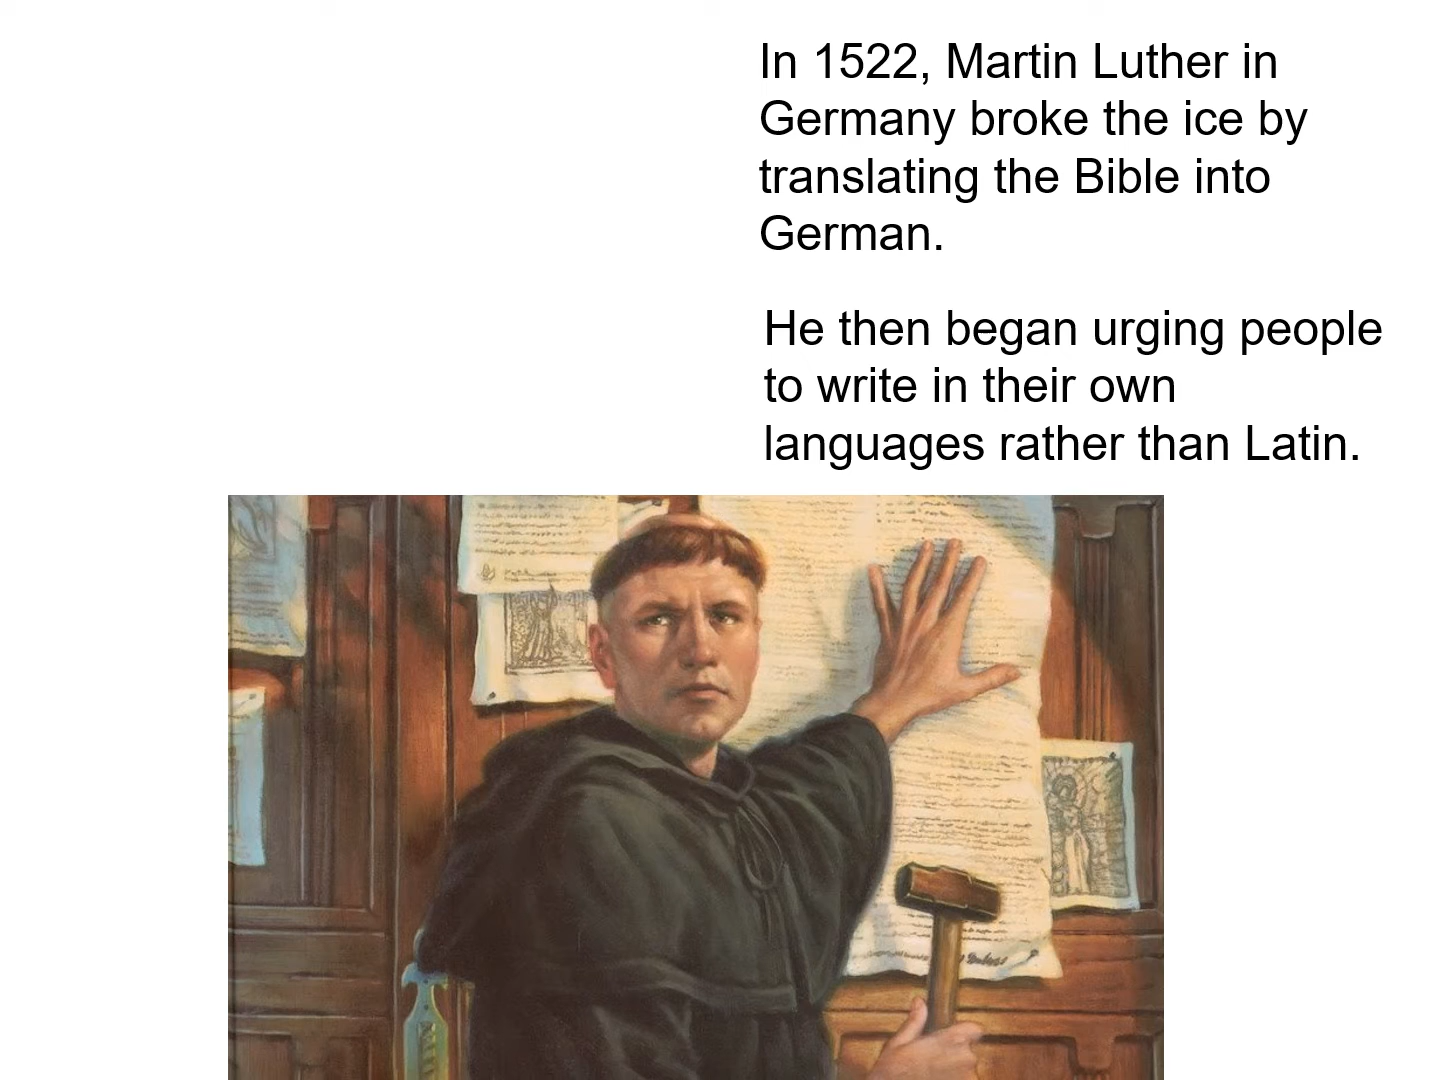 In 1522, Martin Luther in
Germany broke the ice by
translating the Bible into
German.
He then began urging people
to write in their own
languages rather than Latin.